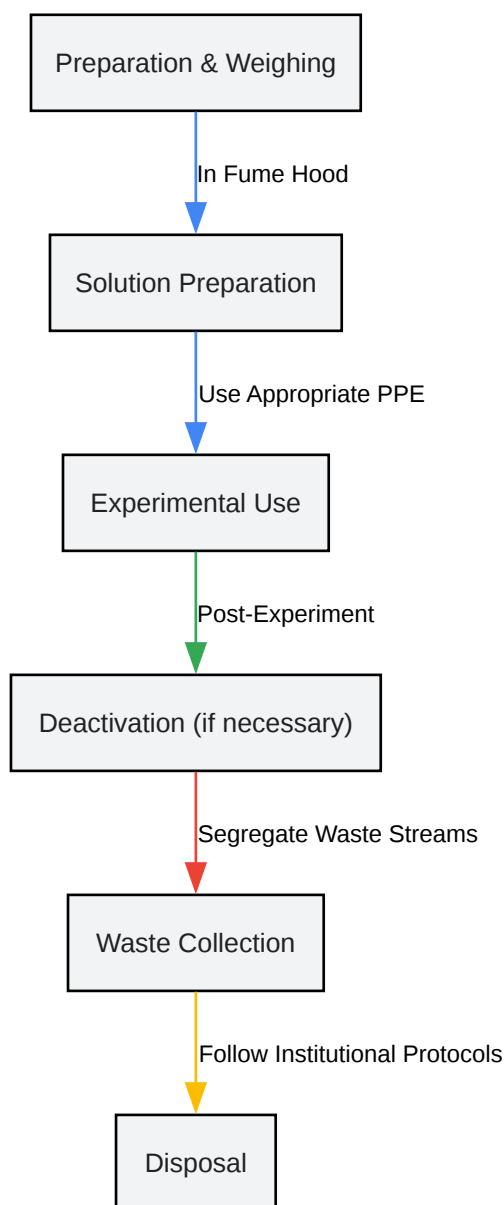 Preparation & Weighing
In Fume Hood
Solution Preparation
Use Appropriate PPE
Experimental Use
Post-Experiment
Deactivation (if necessary)
Segregate Waste Streams
Waste Collection
Follow Institutional Protocols
Disposal